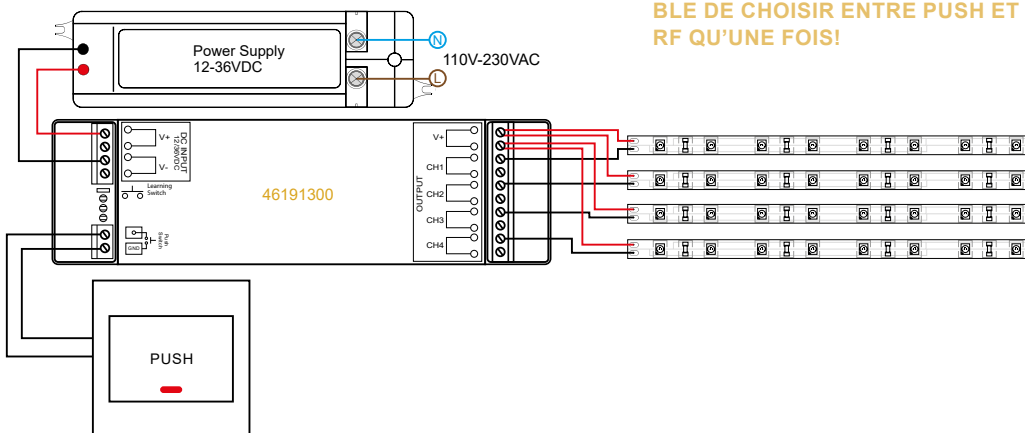 BLE DE CHOISIR ENTRE PUSH ET
RF QU'UNE FOIS!
Power Supply
12-36VDC
N
L
110V-230VAC
DC INPUT
12/36VDC
V+
V-
Learning
Switch
Push
Switch
GND
46191300
OUTPUT
V+
CH1
CH2
CH3
CH4
PUSH